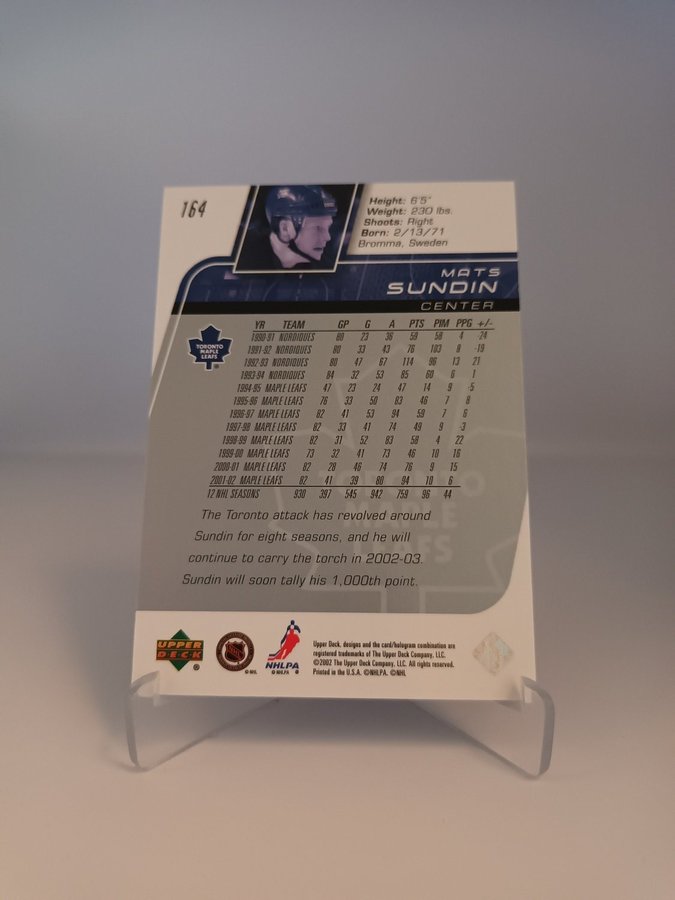 164
Height: 6'5"
Weight: 230 lbs.
Shoots: Right
Born: 2/13/71
Bromma, Sweden
MATS
SUNDIN
CENTER
TORONTO
MAPLE
LEAFS
YR TEAM GP G A PTS PIM PPG +/-
1990-91 NORDIQUES 80 23 36 59 58 4 -24
1991-92 NORDIQUES 80 33 43 76 103 8 -19
1992-93 NORDIQUES 80 47 67 114 96 13 21
1993-94 NORDIQUES 84 32 53 85 60 6 1
1994-95 MAPLE LEAFS 47 23 24 47 14 9 -5
1995-96 MAPLE LEAFS 76 33 50 83 46 7 8
1996-97 MAPLE LEAFS 82 41 53 94 59 7 6
1997-98 MAPLE LEAFS 82 33 41 74 49 9 -3
1998-99 MAPLE LEAFS 82 31 52 83 58 4 22
1999-00 MAPLE LEAFS 73 32 41 73 46 10 16
2000-01 MAPLE LEAFS 82 28 46 74 76 9 15
2001-02 MAPLE LEAFS 82 41 39 80 94 10 6
12 NHL SEASONS 930 397 545 942 759 96 44
The Toronto attack has revolved around
Sundin for eight seasons, and he will
continue to carry the torch in 2002-03.
Sundin will soon tally his 1,000th point.
TORONTO
MAPLE
LEAFS
UPPER
DECK
®
NHL
©NHL
NHLPA
©NHLPA ®
Upper Deck, designs and the card/hologram combination are
registered trademarks of The Upper Deck Company, LLC.
©2002 The Upper Deck Company, LLC. All rights reserved.
Printed in the U.S.A. ©NHLPA. ©NHL